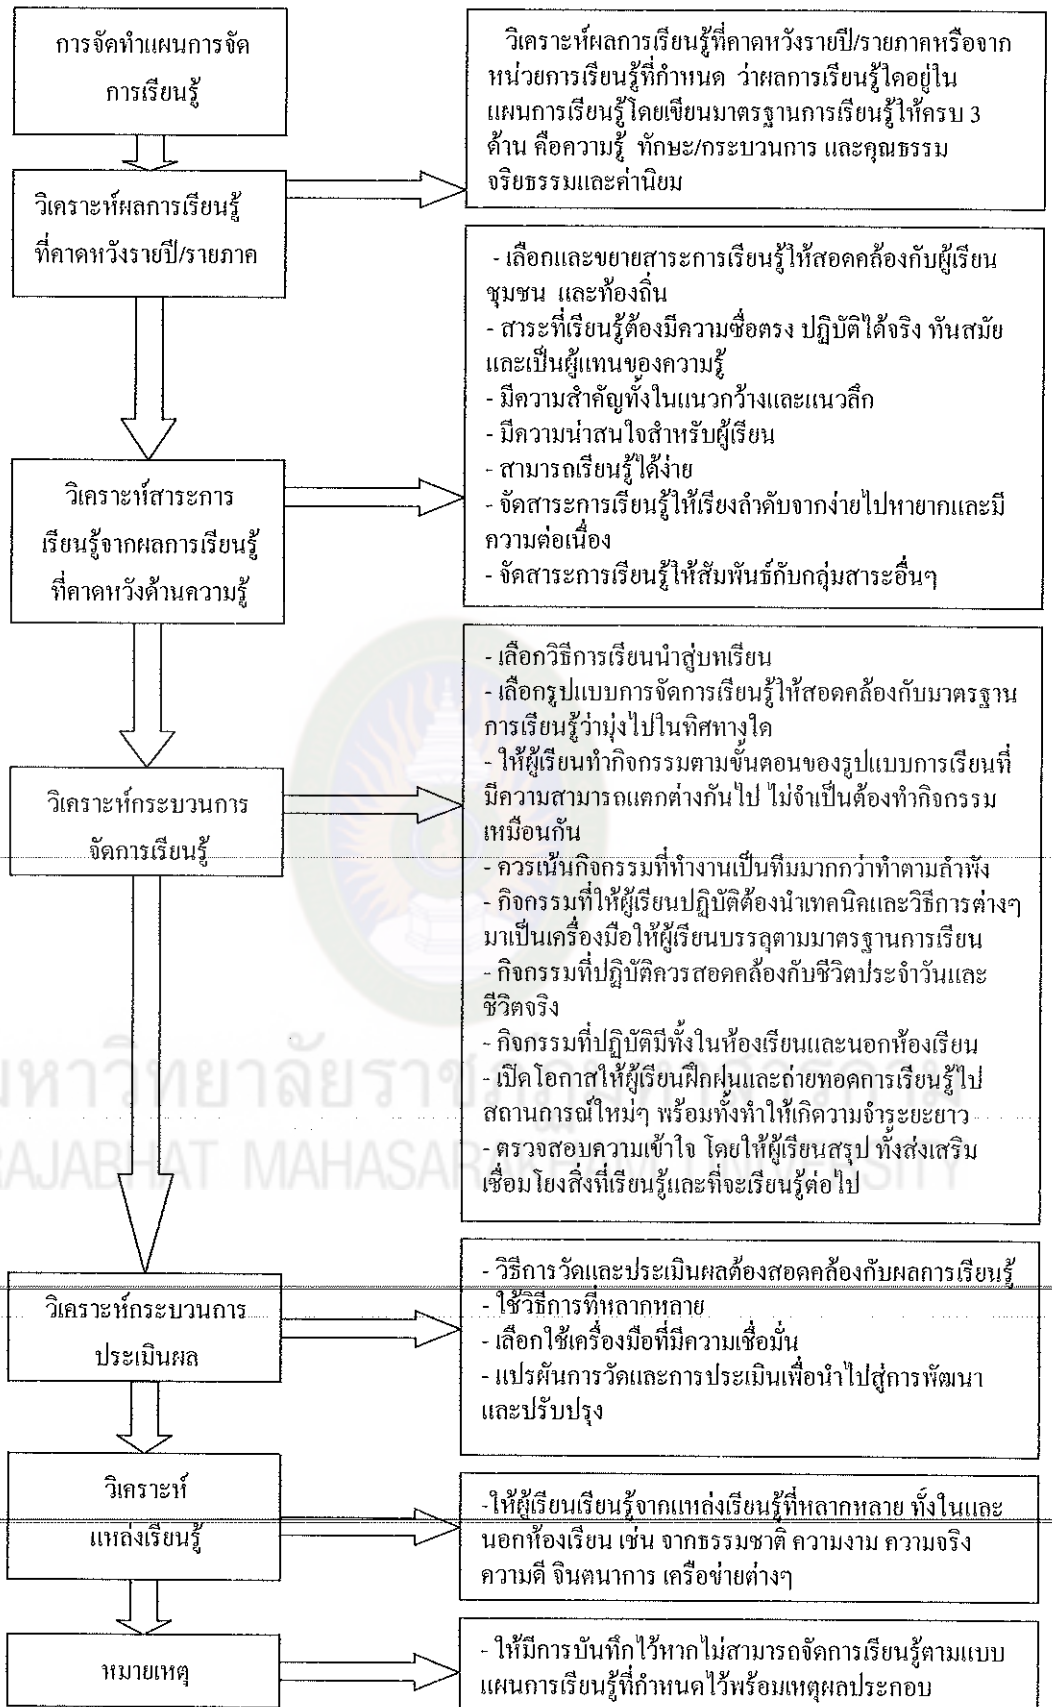 การจัดทำแผนการจัด
การเรียนรู้
วิเคราะห์ผลการเรียนรู้ที่คาดหวังรายปี/รายภาคหรือจาก
หน่วยการเรียนรู้ที่กำหนด ว่าผลการเรียนรู้ใดอยู่ใน
แผนการเรียนรู้โดยเขียนมาตรฐานการเรียนรู้ให้ครบ 3
ด้าน คือความรู้ ทักษะ/กระบวนการ และคุณธรรม
จริยธรรมและค่านิยม
วิเคราะห์ผลการเรียนรู้
ที่คาดหวังรายปี/รายภาค
- เลือกและขยายสาระการเรียนรู้ให้สอดคล้องกับผู้เรียน
ชุมชน และท้องถิ่น
- สาระที่เรียนรู้ต้องมีความซื่อตรง ปฏิบัติได้จริง ทันสมัย
และเป็นผู้แทนของความรู้
- มีความสำคัญทั้งในแนวกว้างและแนวลึก
- มีความน่าสนใจสำหรับผู้เรียน
- สามารถเรียนรู้ได้ง่าย
- จัดสาระการเรียนรู้ให้เรียงลำดับจากง่ายไปหายากและมี
ความต่อเนื่อง
- จัดสาระการเรียนรู้ให้สัมพันธ์กับกลุ่มสาระอื่นๆ
วิเคราะห์สาระการ
เรียนรู้จากผลการเรียนรู้
ที่คาดหวังด้านความรู้
- เลือกวิธีการเรียนนำสู่บทเรียน
- เลือกรูปแบบการจัดการเรียนรู้ให้สอดคล้องกับมาตรฐาน
การเรียนรู้ว่ามุ่งไปในทิศทางใด
- ให้ผู้เรียนทำกิจกรรมตามขั้นตอนของรูปแบบการเรียนที่
มีความสามารถแตกต่างกันไป ไม่จำเป็นต้องทำกิจกรรม
เหมือนกัน
- ควรเน้นกิจกรรมที่ทำงานเป็นทีมมากกว่าทำตามลำพัง
- กิจกรรมที่ให้ผู้เรียนปฏิบัติต้องนำเทคนิคและวิธีการต่างๆ
มาเป็นเครื่องมือให้ผู้เรียนบรรลุตามมาตรฐานการเรียน
- กิจกรรมที่ปฏิบัติควรสอดคล้องกับชีวิตประจำวันและ
ชีวิตจริง
- กิจกรรมที่ปฏิบัติมีทั้งในห้องเรียนและนอกห้องเรียน
- เปิดโอกาสให้ผู้เรียนฝึกฝนและถ่ายทอดการเรียนรู้ไป
สถานการณ์ใหม่ๆ พร้อมทั้งทำให้เกิดความจำระยะยาว
- ตรวจสอบความเข้าใจ โดยให้ผู้เรียนสรุป ทั้งส่งเสริม
เชื่อมโยงสิ่งที่เรียนรู้และที่จะเรียนรู้ต่อไป
วิเคราะห์กระบวนการ
จัดการเรียนรู้
มหาวิทยาลัยราชภัฏมหาสารคาม
RAJABHAT MAHASARAKHAM UNIVERSITY
- วิธีการวัดและประเมินผลต้องสอดคล้องกับผลการเรียนรู้
- ใช้วิธีการที่หลากหลาย
- เลือกใช้เครื่องมือที่มีความเชื่อมั่น
- แปรผันการวัดและการประเมินเพื่อนำไปสู่การพัฒนา
และปรับปรุง
วิเคราะห์กระบวนการ
ประเมินผล
วิเคราะห์
แหล่งเรียนรู้
-ให้ผู้เรียนเรียนรู้จากแหล่งเรียนรู้ที่หลากหลาย ทั้งในและ
นอกห้องเรียน เช่น จากธรรมชาติ ความงาม ความจริง
ความดี จินตนาการ เครือข่ายต่างๆ
หมายเหตุ
- ให้มีการบันทึกไว้หากไม่สามารถจัดการเรียนรู้ตามแบบ
แผนการเรียนรู้ที่กำหนดไว้พร้อมเหตุผลประกอบ